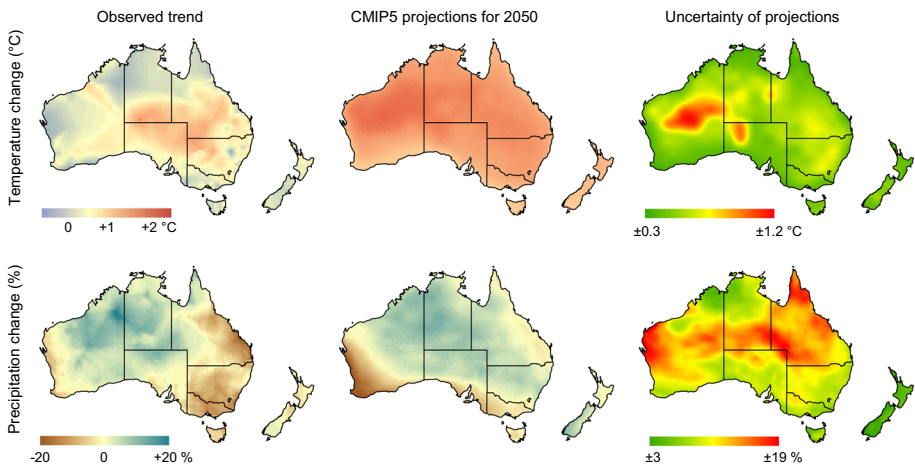 Observed trend
CMIP5 projections for 2050
Uncertainty of projections
Temperature change (°C)
0 +1 +2 °C
±0.3 ±1.2 °C
Precipitation change (%)
-20 0 +20 %
±3 ±19 %